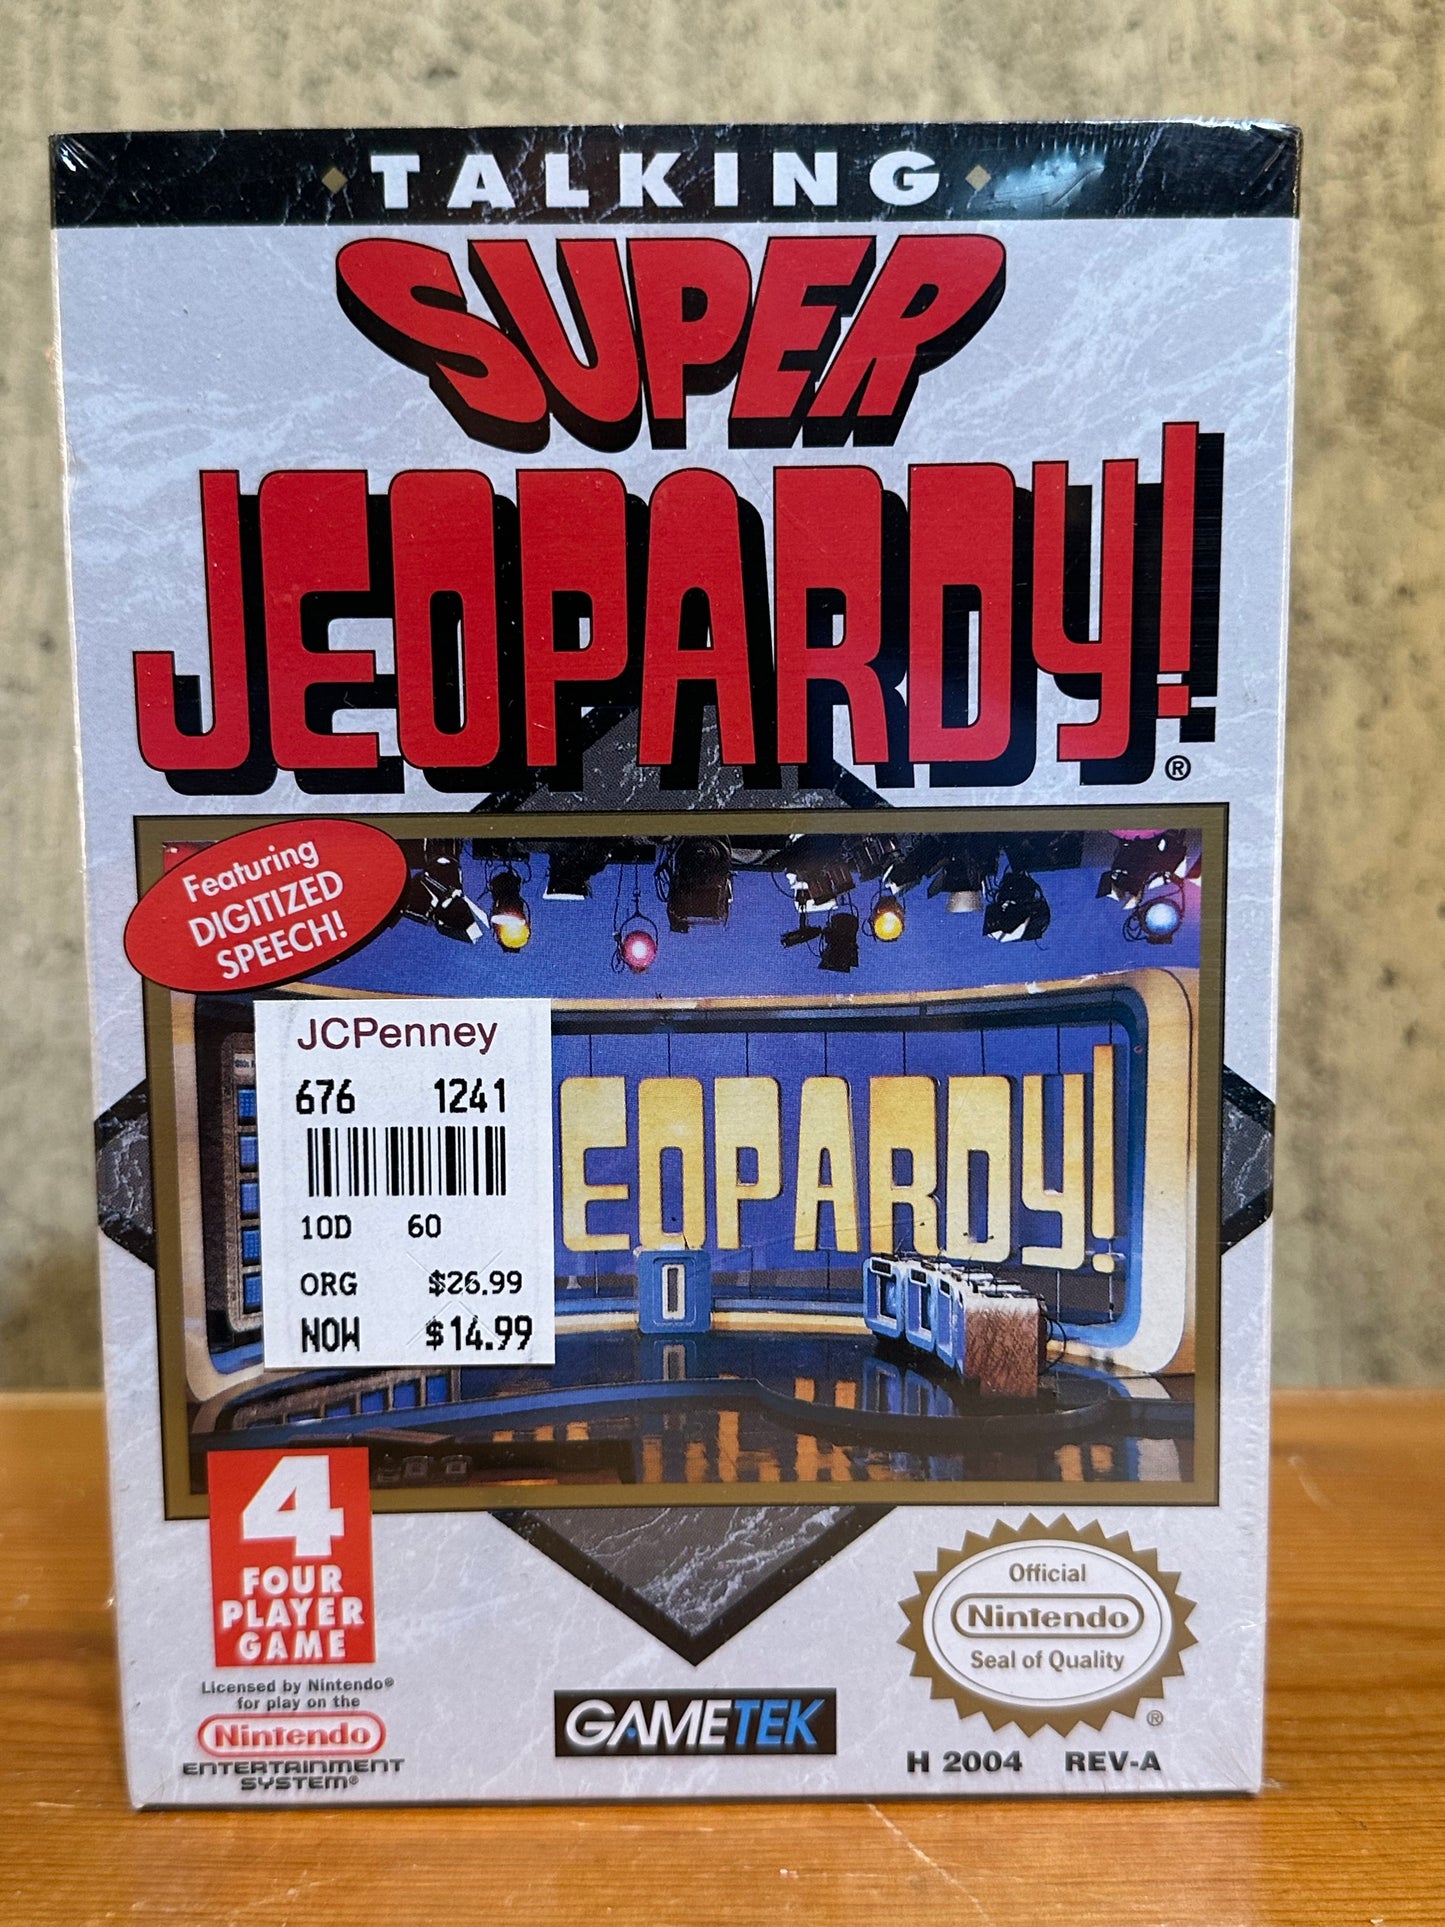 TALKING
SUPER
JEOPARDY!
®
Featuring
DIGITIZED
SPEECH!
JCPenney
676 1241
10D 60
ORG $26.99
NOW $14.99
EOPARDY!
4
FOUR
PLAYER
GAME
Licensed by Nintendo®
for play on the
Nintendo
ENTERTAINMENT
SYSTEM®
GAMETEK
Official
Nintendo
Seal of Quality
®
H 2004 REV-A